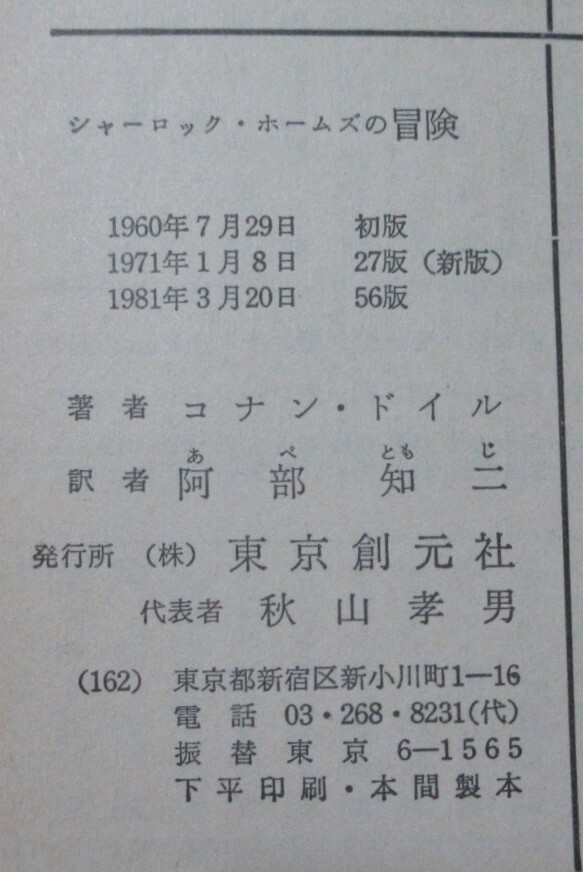 シャーロック・ホームズの冒険
1960年7月29日 初版
1971年1月8日 27版（新版）
1981年3月20日 56版
著者 コナン・ドイル
あ べ とも じ
訳者 阿部知二
発行所 （株） 東京創元社
代表者 秋山孝男
(162) 東京都新宿区新小川町1―16
電話 03・268・8231(代)
振替東京 6―1565
下平印刷・本間製本